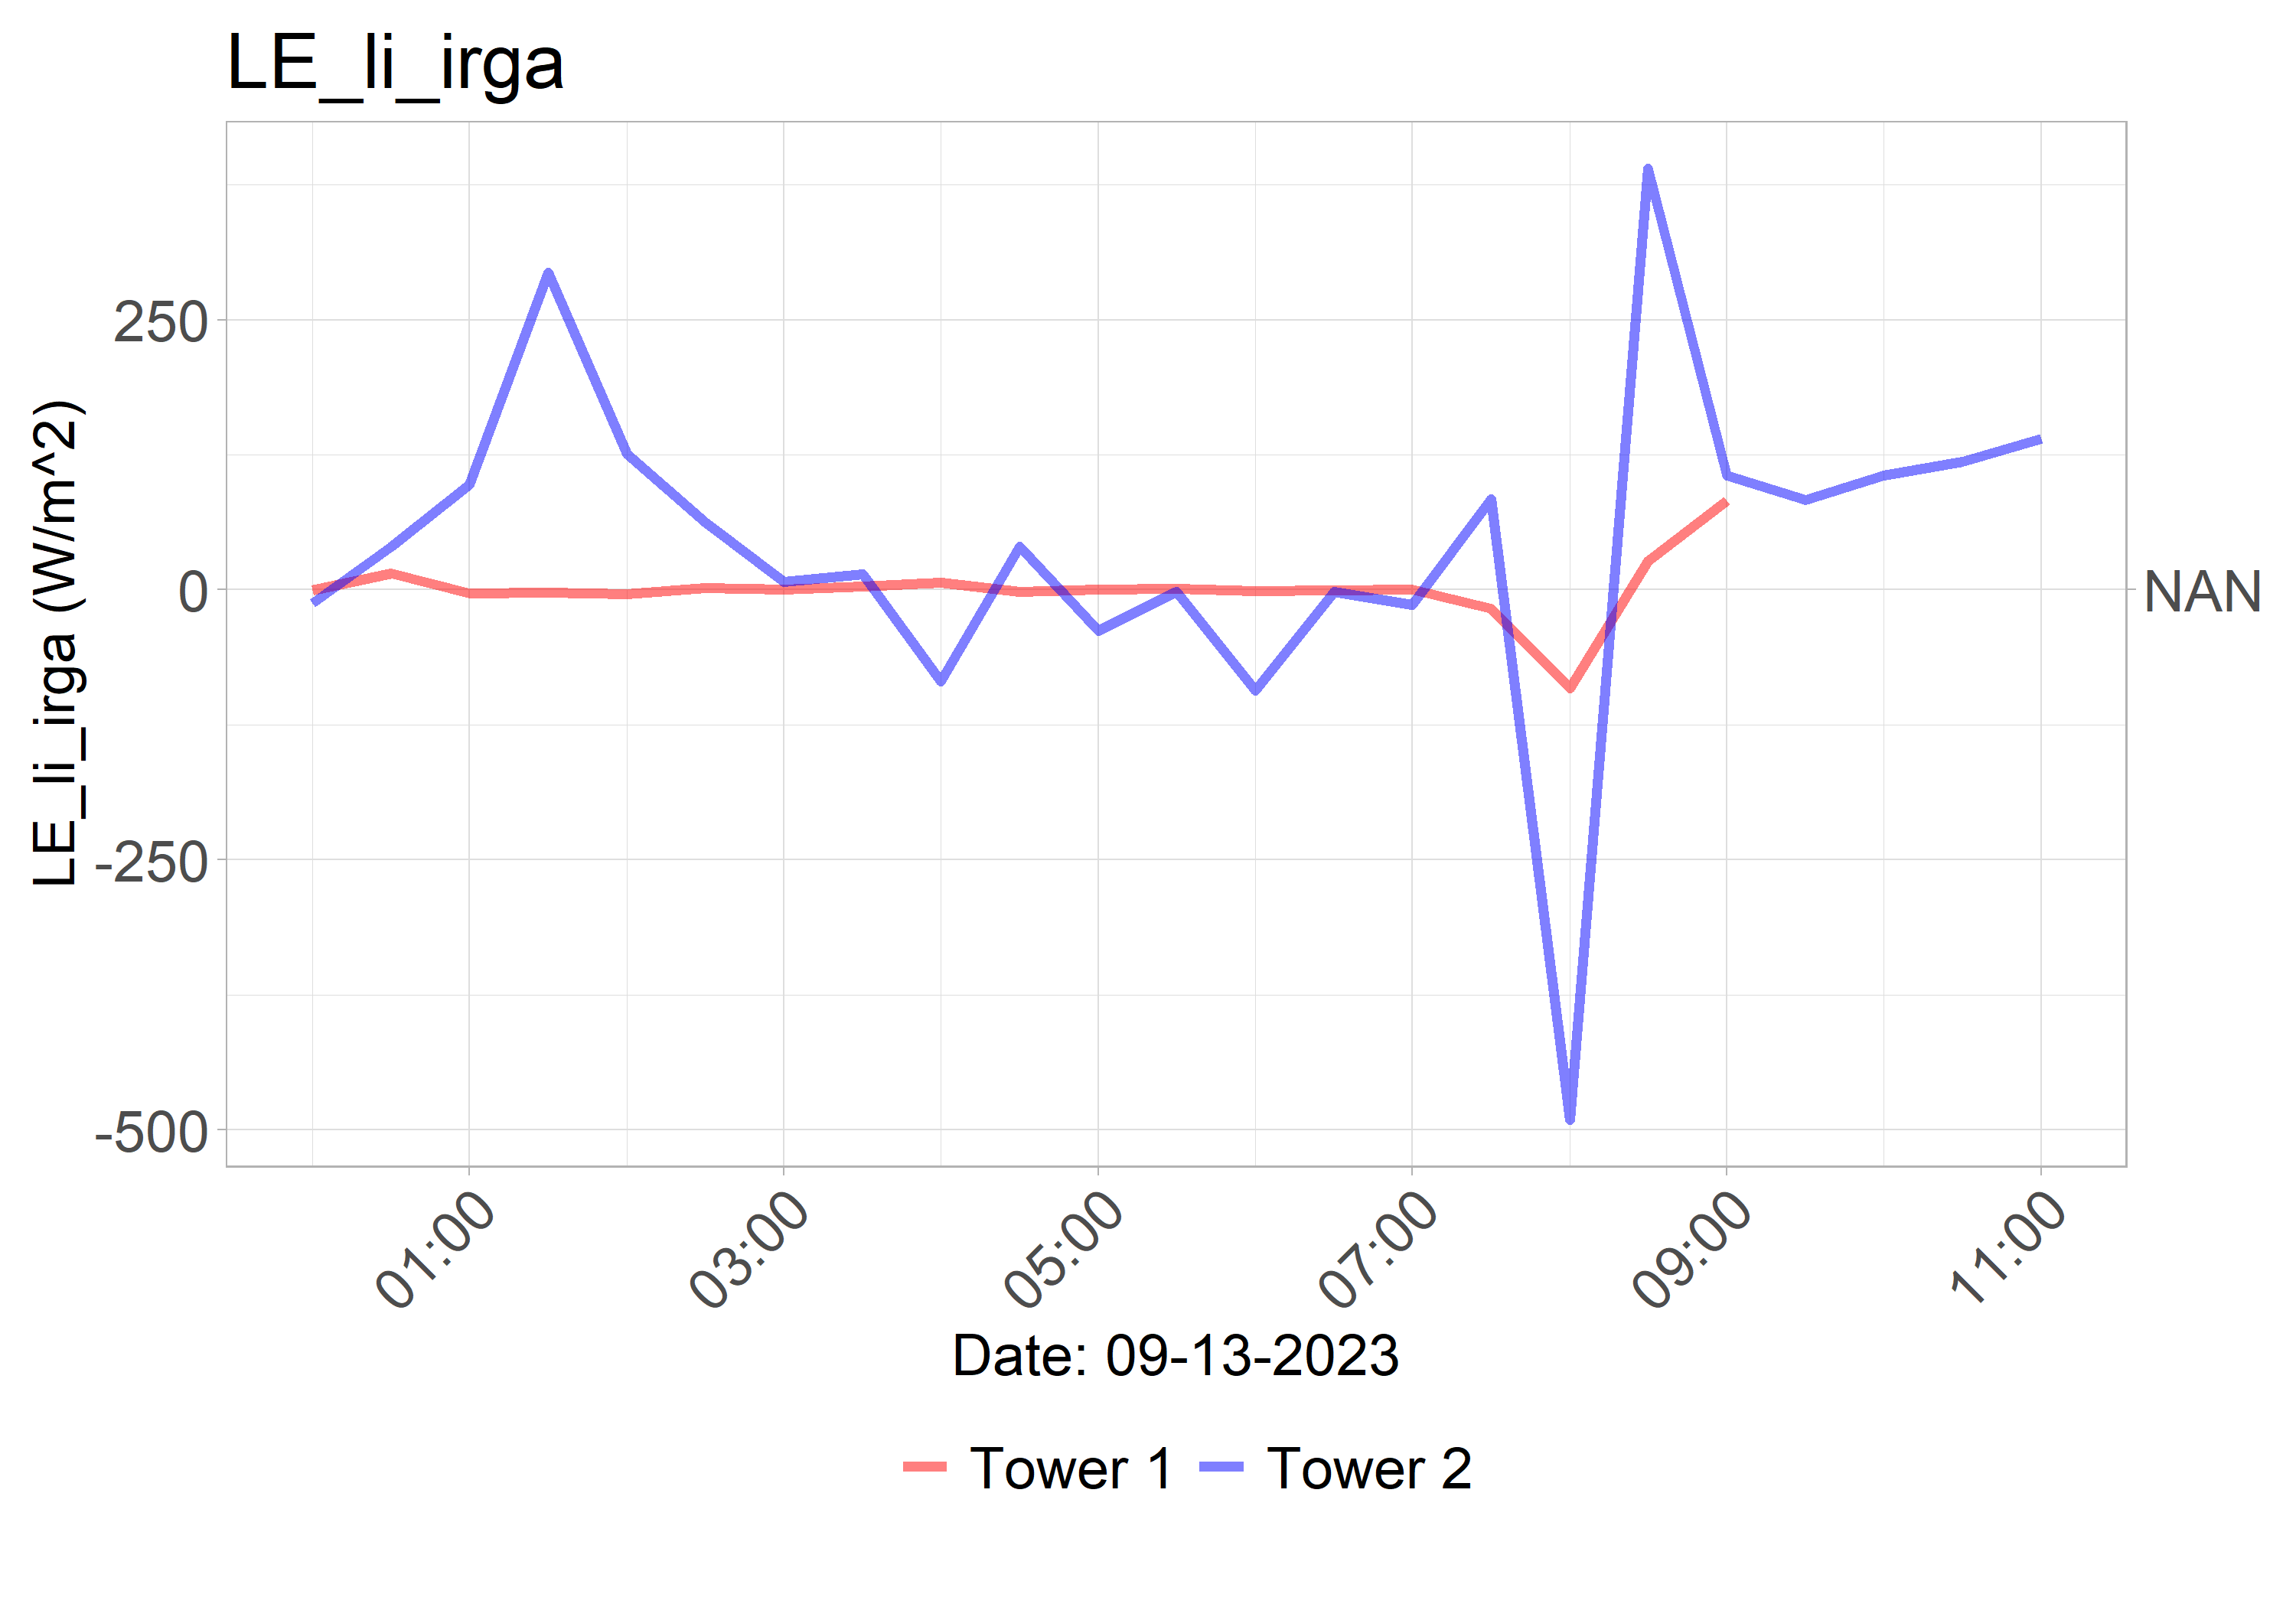 LE_li_irga
LE_li_irga (W/m^2)
250
0
-250
-500
NAN
01:00
03:00
05:00
07:00
09:00
11:00
Date: 09-13-2023
Tower 1
Tower 2